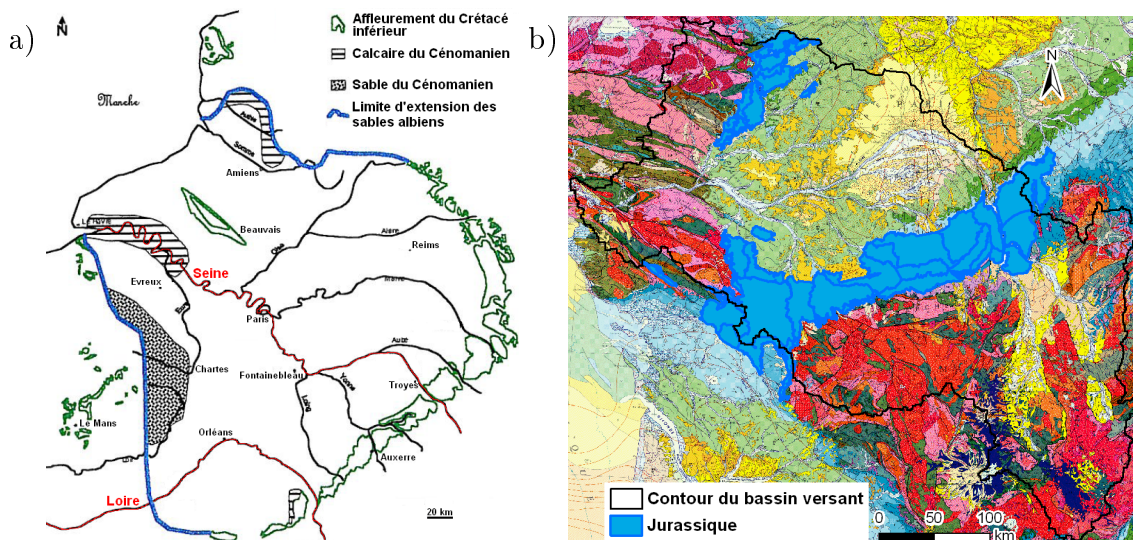 a)
N
Affleurement du Crétacé
inférieur
Calcaire du Cénomanien
Sable du Cénomanien
Limite d'extension des
sables albiens
Manche
Authie
Somme
Amiens
Beauvais
Oise
Aisne
Reims
Seine
Evreux
Marne
Paris
Chartes
Fontainebleau
Aube
Troyes
Yonne
Loing
Le Mans
Orléans
Auxerre
Loire
20 km
b)
N
Contour du bassin versant
Jurassique
0 50 100
km